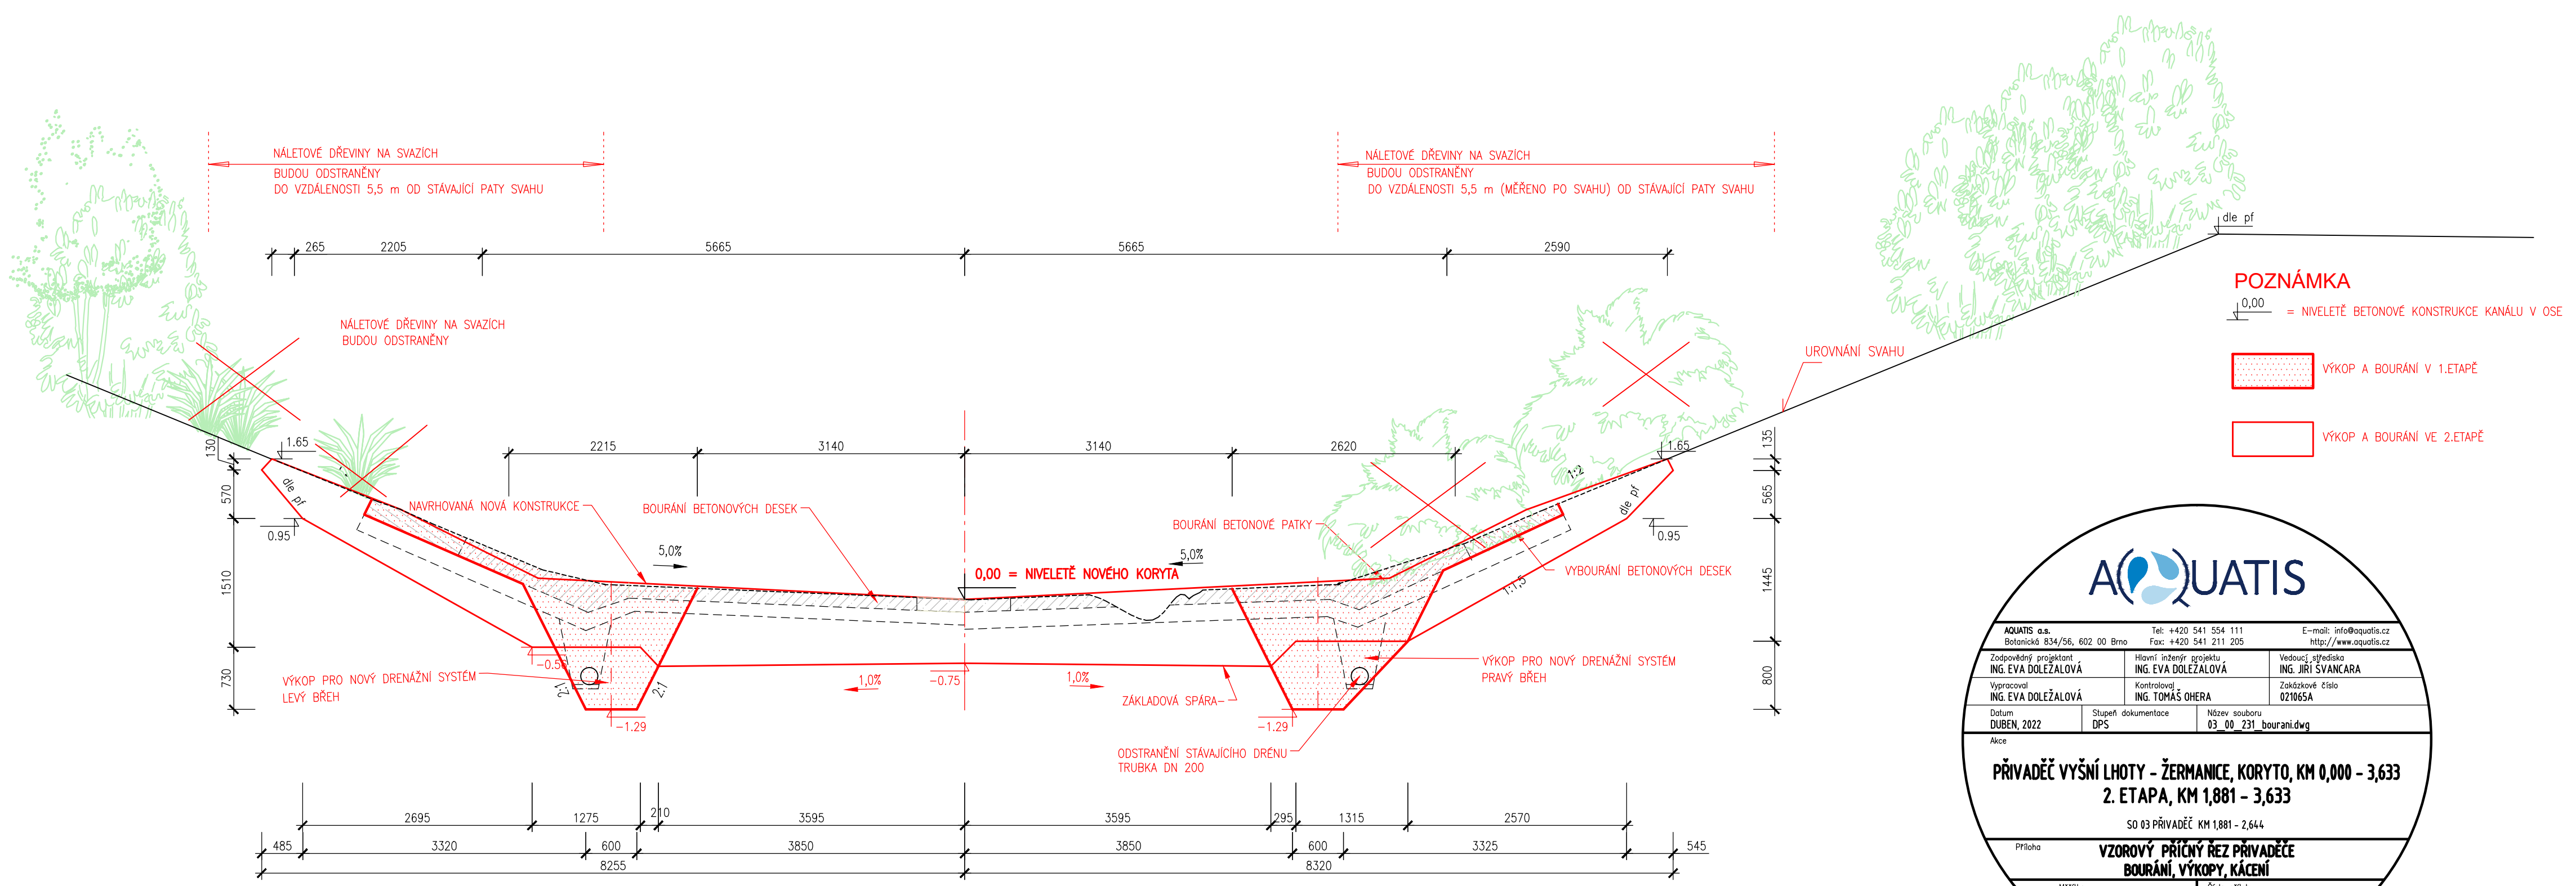 NÁLETOVÉ DŘEVINY NA SVAZÍCH
BUDOU ODSTRANĚNY
DO VZDÁLENOSTI 5,5 m OD STÁVAJÍCÍ PATY SVAHU
NÁLETOVÉ DŘEVINY NA SVAZÍCH
BUDOU ODSTRANĚNY
DO VZDÁLENOSTI 5,5 m (MĚŘENO PO SVAHU) OD STÁVAJÍCÍ PATY SVAHU
dle pf
265 2205 5665 5665 2590
POZNÁMKA
0,00 = NIVELETĚ BETONOVÉ KONSTRUKCE KANÁLU V OSE
NÁLETOVÉ DŘEVINY NA SVAZÍCH
BUDOU ODSTRANĚNY
UROVNÁNÍ SVAHU
VÝKOP A BOURÁNÍ V 1.ETAPĚ
VÝKOP A BOURÁNÍ VE 2.ETAPĚ
130
1.65
2215 3140 3140 2620
1.65
135
1:2
570
dle pf
NAVRHOVANÁ NOVÁ KONSTRUKCE
BOURÁNÍ BETONOVÝCH DESEK
BOURÁNÍ BETONOVÉ PATKY
dle pf
565
0.95
0.95
5,0%
5,0%
0,00 = NIVELETĚ NOVÉHO KORYTA
VYBOURÁNÍ BETONOVÝCH DESEK
1510
1:1,5
1445
VÝKOP PRO NOVÝ DRENÁŽNÍ SYSTÉM
LEVÝ BŘEH
730
2:1
2:1
1,0%
-0.75
1,0%
ZÁKLADOVÁ SPÁRA
VÝKOP PRO NOVÝ DRENÁŽNÍ SYSTÉM
PRAVÝ BŘEH
800
-1.29
-1.29
ODSTRANĚNÍ STÁVAJÍCÍHO DRÉNU
TRUBKA DN 200
2695 1275 210 3595 3595 295 1315 2570
485 3320 600 3850 3850 600 3325 545
8255 8320
AQUATIS
AQUATIS a.s.
Botanická 834/56, 602 00 Brno
Tel: +420 541 554 111
Fax: +420 541 211 205
E-mail: info@aquatis.cz
http://www.aquatis.cz
Zodpovědný projektant
ING. EVA DOLEŽALOVÁ
Hlavní inženýr projektu
ING. EVA DOLEŽALOVÁ
Vedoucí střediska
ING. JIŘÍ ŠVANCARA
Vypracoval
ING. EVA DOLEŽALOVÁ
Kontroloval
ING. TOMÁŠ OHERA
Zakázkové číslo
021065A
Datum
DUBEN, 2022
Stupeň dokumentace
DPS
Název souboru
03_00_231_bourani.dwg
Akce
PŘIVADĚČ VYŠNÍ LHOTY - ŽERMANICE, KORYTO, KM 0,000 - 3,633
2. ETAPA, KM 1,881 - 3,633
SO 03 PŘIVADĚČ KM 1,881 - 2,644
Příloha
VZOROVÝ PŘÍČNÝ ŘEZ PŘIVADĚČE
BOURÁNÍ, VÝKOPY, KÁCENÍ